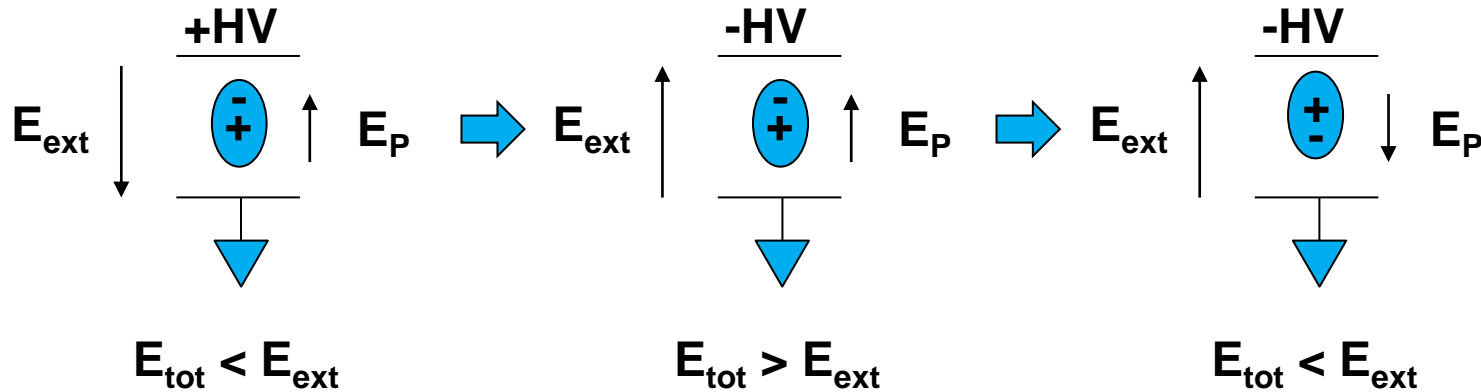 +HV
-
+
E_ext
E_P
E_tot < E_ext
-HV
-
+
E_ext
E_P
E_tot > E_ext
-HV
+
-
E_ext
E_P
E_tot < E_ext